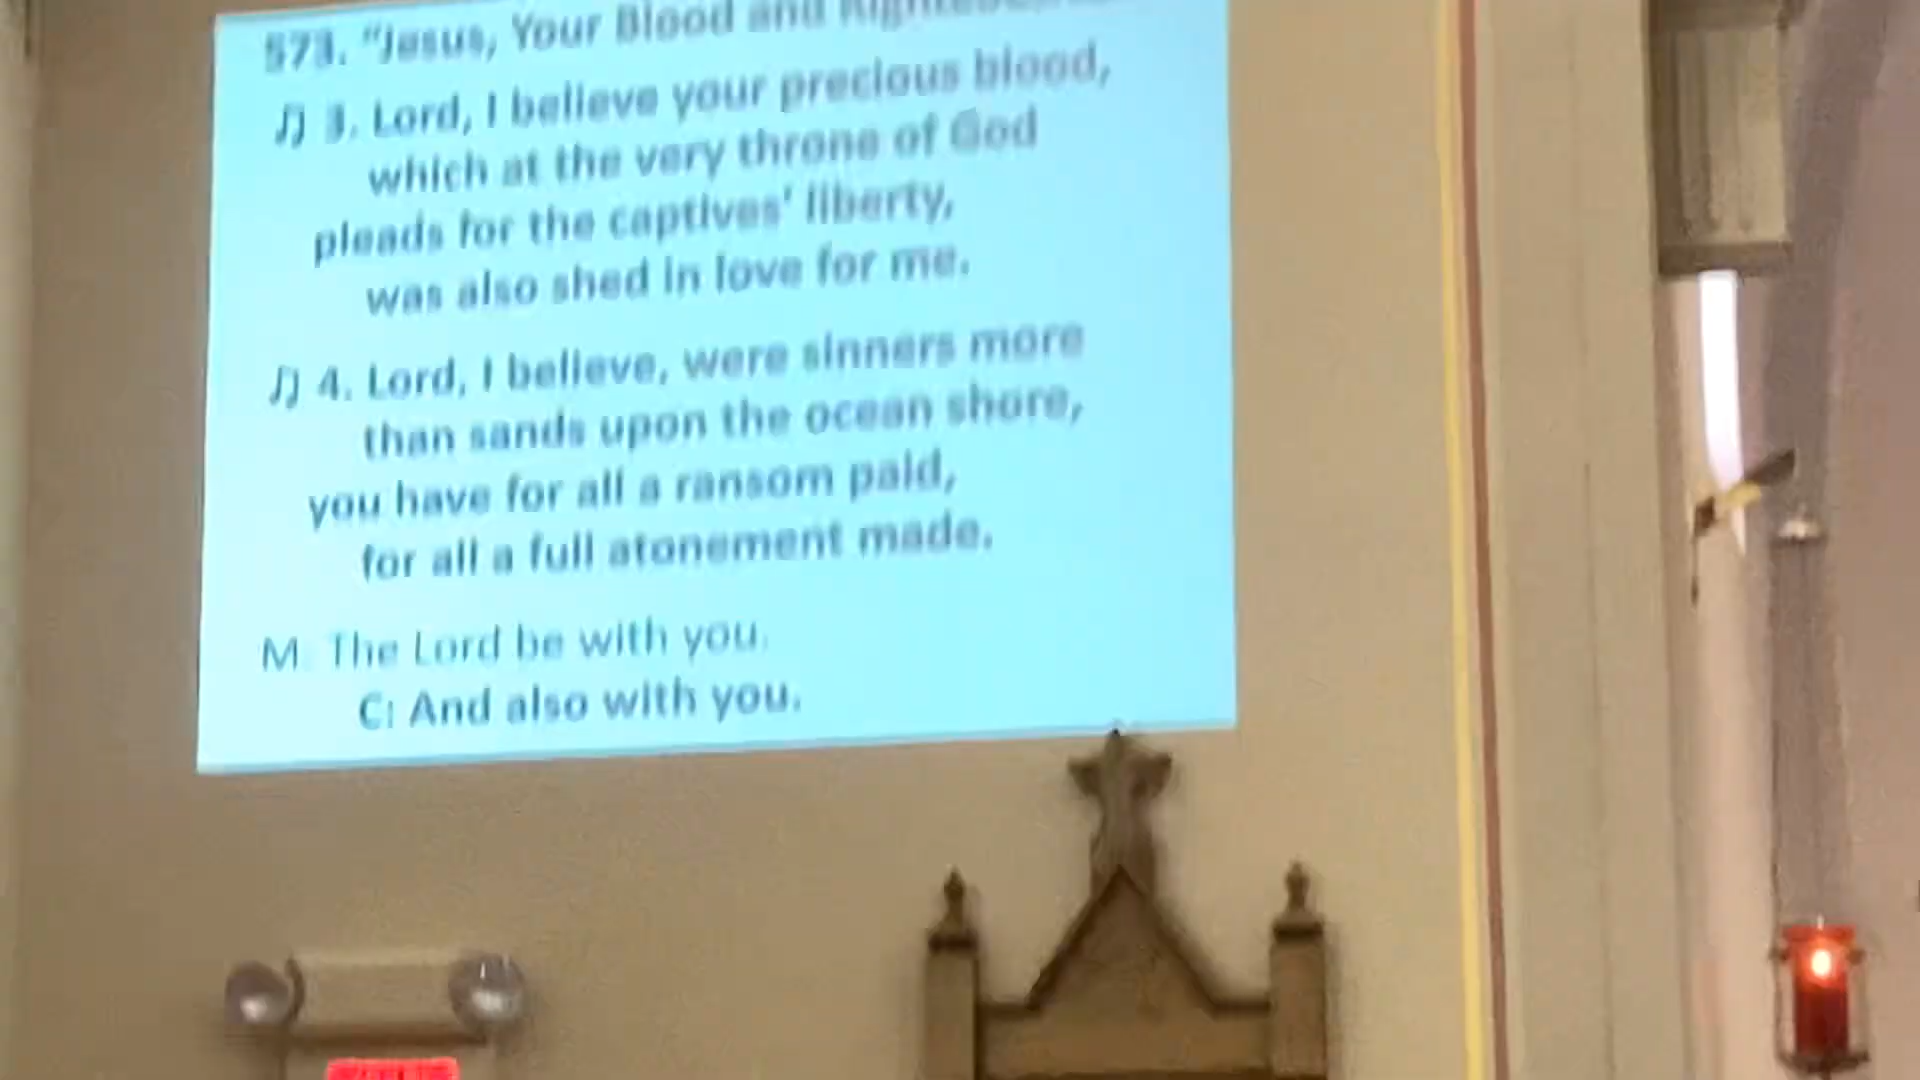 573. "Jesus, Your Blood and
♫ 3. Lord, I believe your precious blood,
which at the very throne of God
pleads for the captives' liberty,
was also shed in love for me.
♫ 4. Lord, I believe, were sinners more
than sands upon the ocean shore,
you have for all a ransom paid,
for all a full atonement made.
M: The Lord be with you.
C: And also with you.